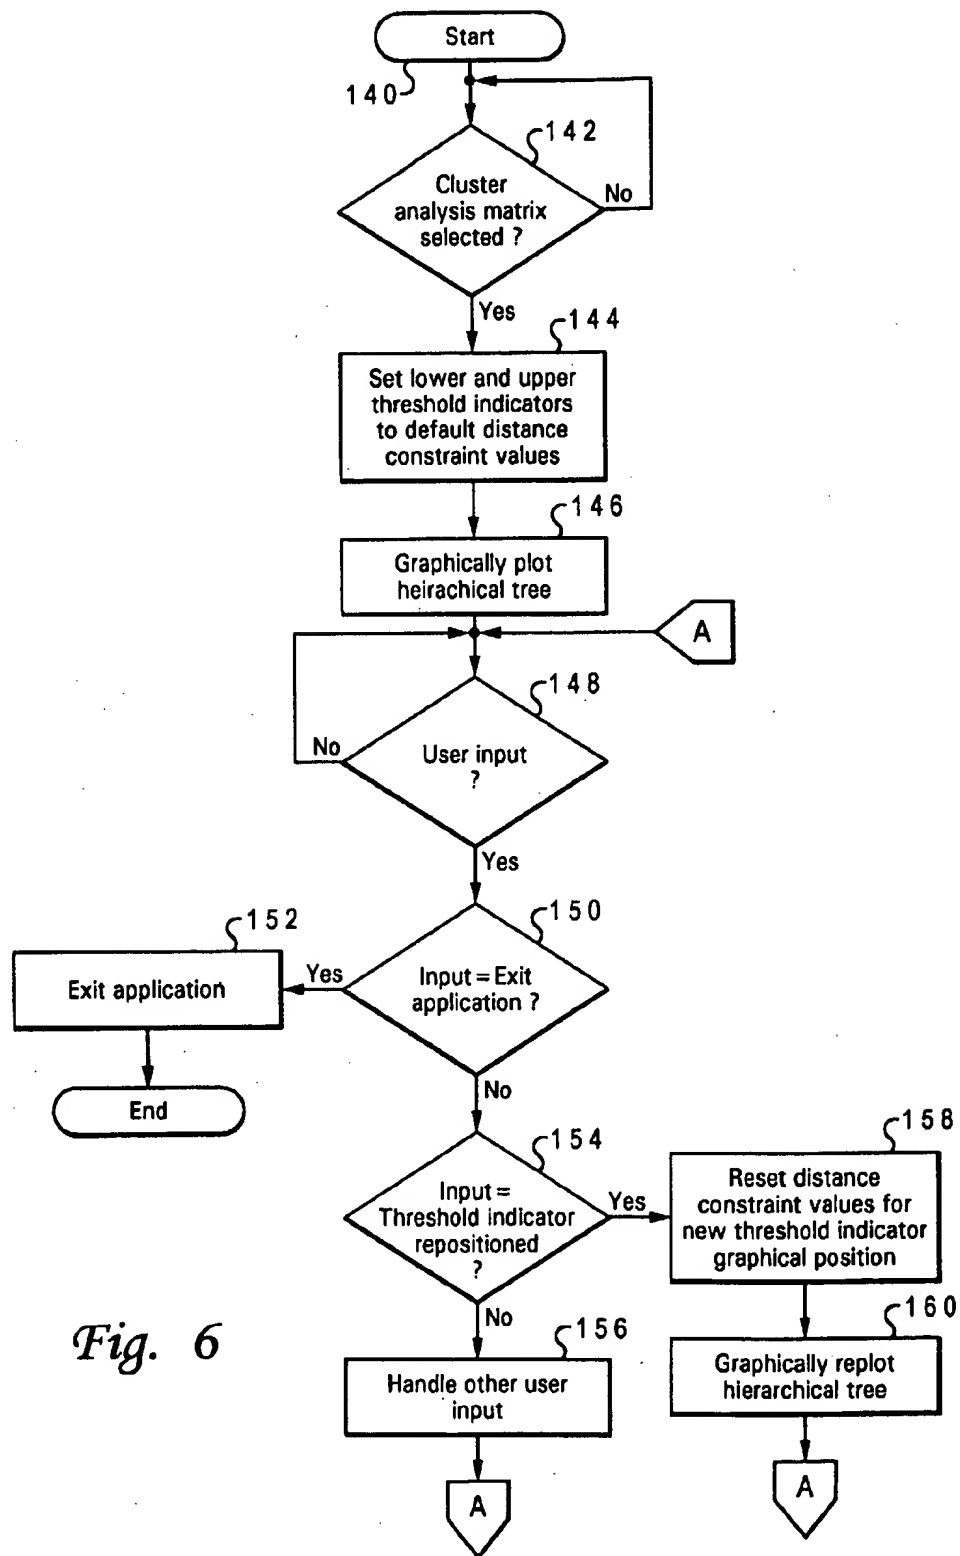 Start
140
142
Cluster
analysis matrix
selected ?
No
Yes
144
Set lower and upper
threshold indicators
to default distance
constraint values
146
Graphically plot
heirachical tree
A
148
User input
?
No
Yes
150
Input = Exit
application ?
Yes
152
Exit application
End
No
154
Input =
Threshold indicator
repositioned
?
Yes
158
Reset distance
constraint values for
new threshold indicator
graphical position
160
Graphically replot
hierarchical tree
A
No
156
Handle other user
input
A
Fig. 6